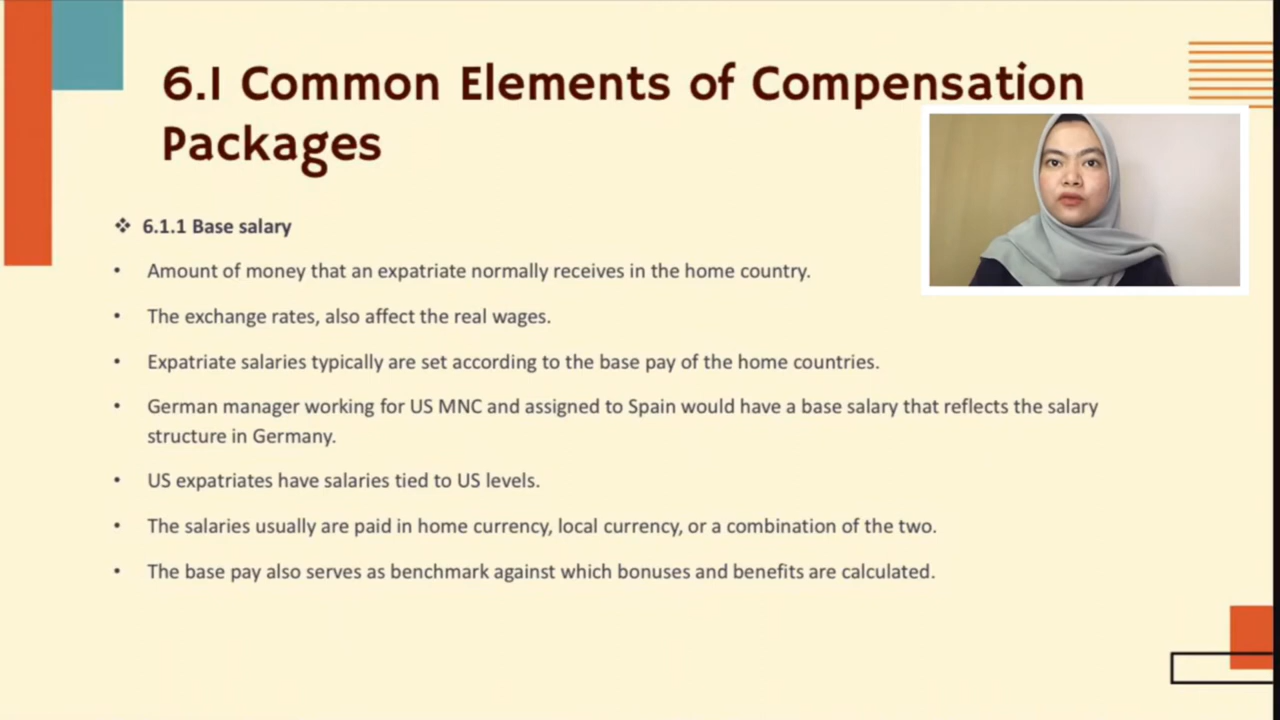 6.1 Common Elements of Compensation
Packages
❖ 6.1.1 Base salary
• Amount of money that an expatriate normally receives in the home country.
• The exchange rates, also affect the real wages.
• Expatriate salaries typically are set according to the base pay of the home countries.
• German manager working for US MNC and assigned to Spain would have a base salary that reflects the salary
structure in Germany.
• US expatriates have salaries tied to US levels.
• The salaries usually are paid in home currency, local currency, or a combination of the two.
• The base pay also serves as benchmark against which bonuses and benefits are calculated.